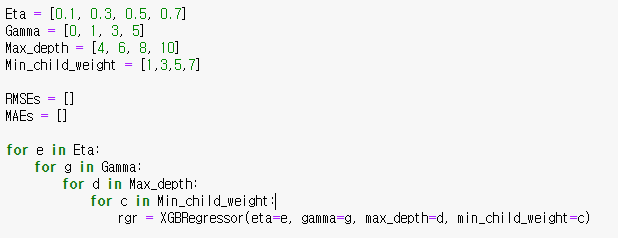 Eta = [0.1, 0.3, 0.5, 0.7]
Gamma = [0, 1, 3, 5]
Max_depth = [4, 6, 8, 10]
Min_child_weight = [1,3,5,7]

RMSEs = []
MAEs = []

for e in Eta:
    for g in Gamma:
        for d in Max_depth:
            for c in Min_child_weight:
                rgr = XGBRegressor(eta=e, gamma=g, max_depth=d, min_child_weight=c)